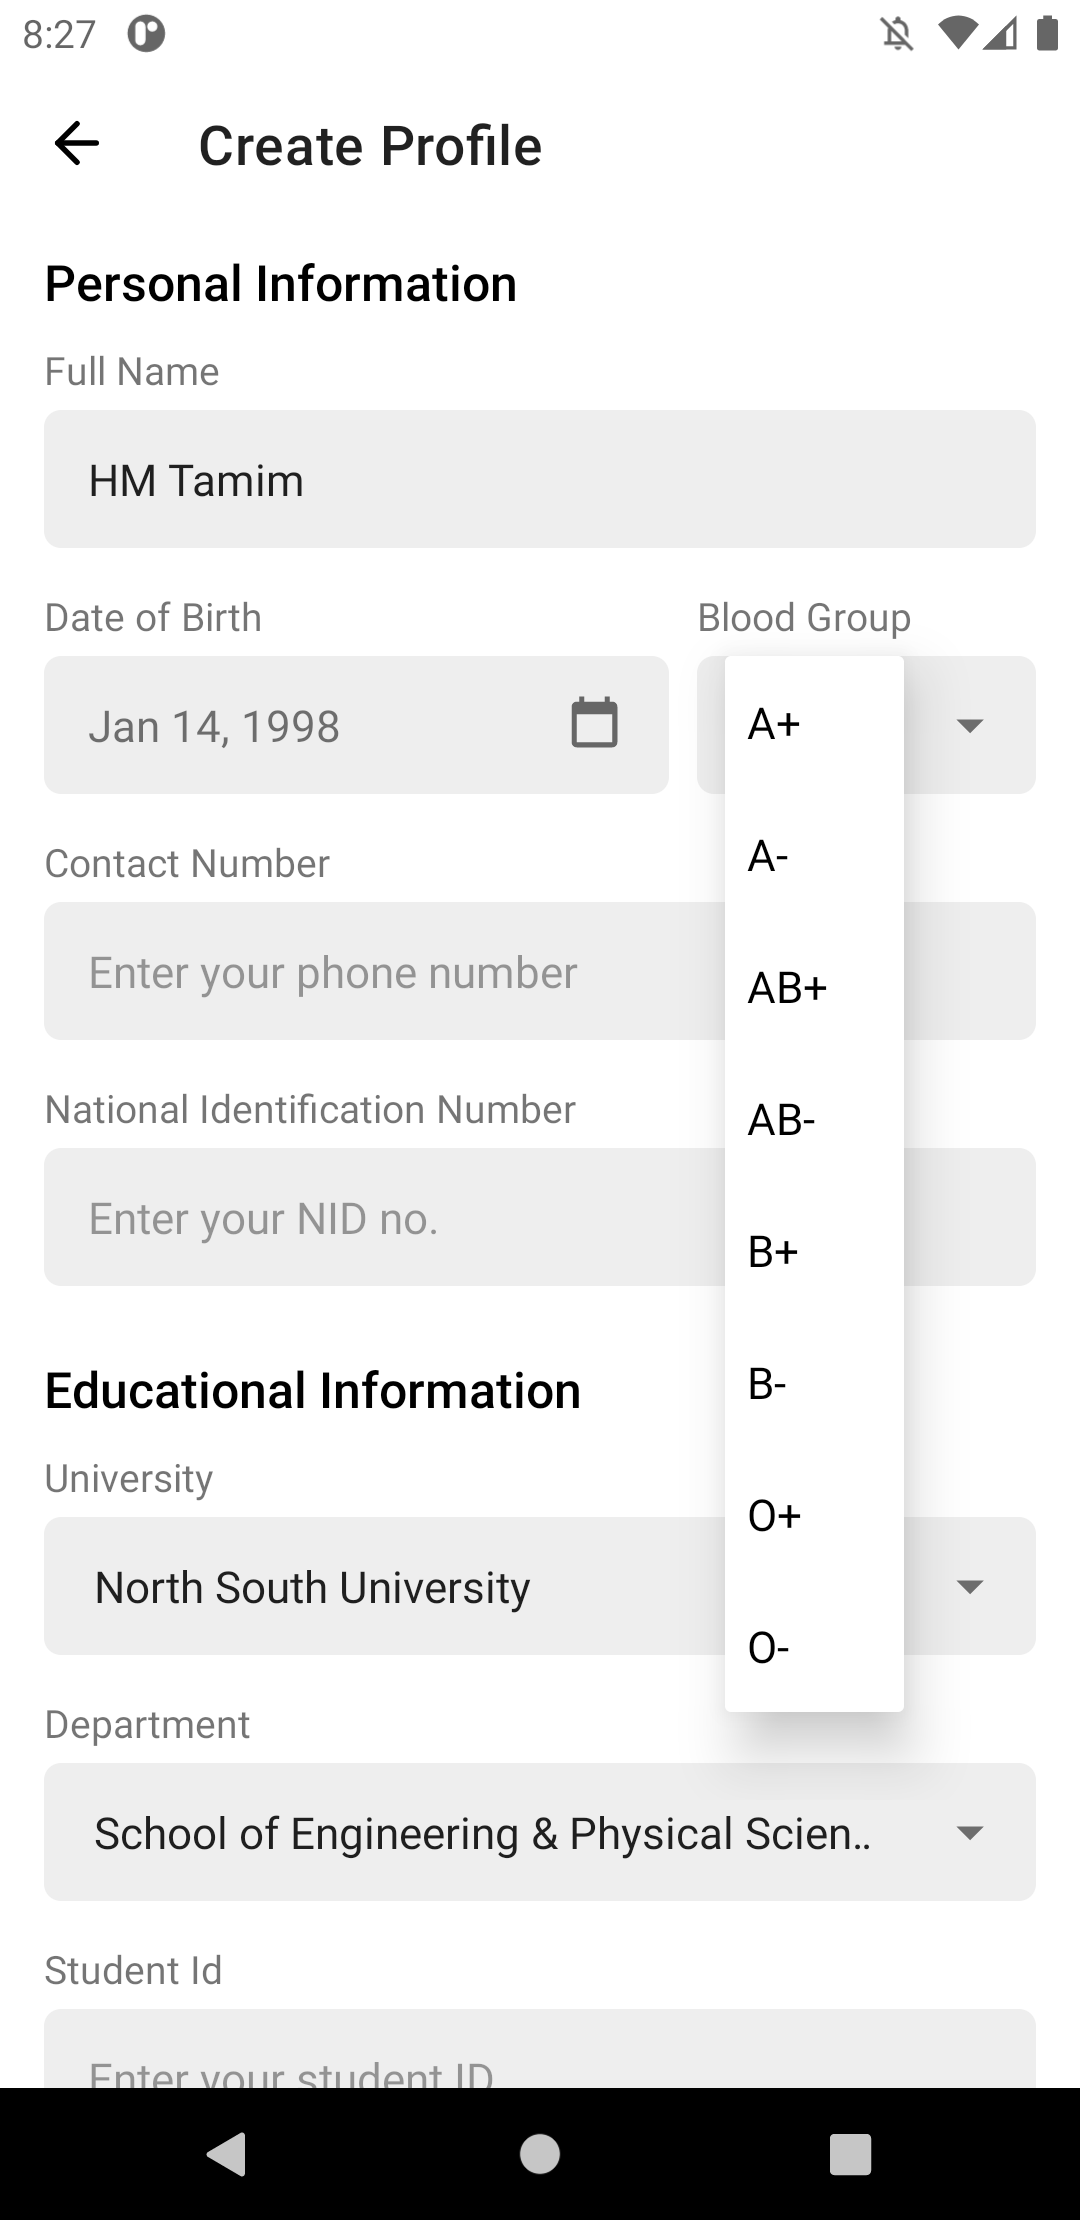 8:27
Create Profile
Personal Information
Full Name
HM Tamim
Date of Birth
Blood Group
Jan 14, 1998
A+
A-
Contact Number
Enter your phone number
AB+
National Identification Number
AB-
Enter your NID no.
B+
Educational Information
B-
University
O+
North South University
O-
Department
School of Engineering & Physical Scien..
Student Id
Enter your student ID